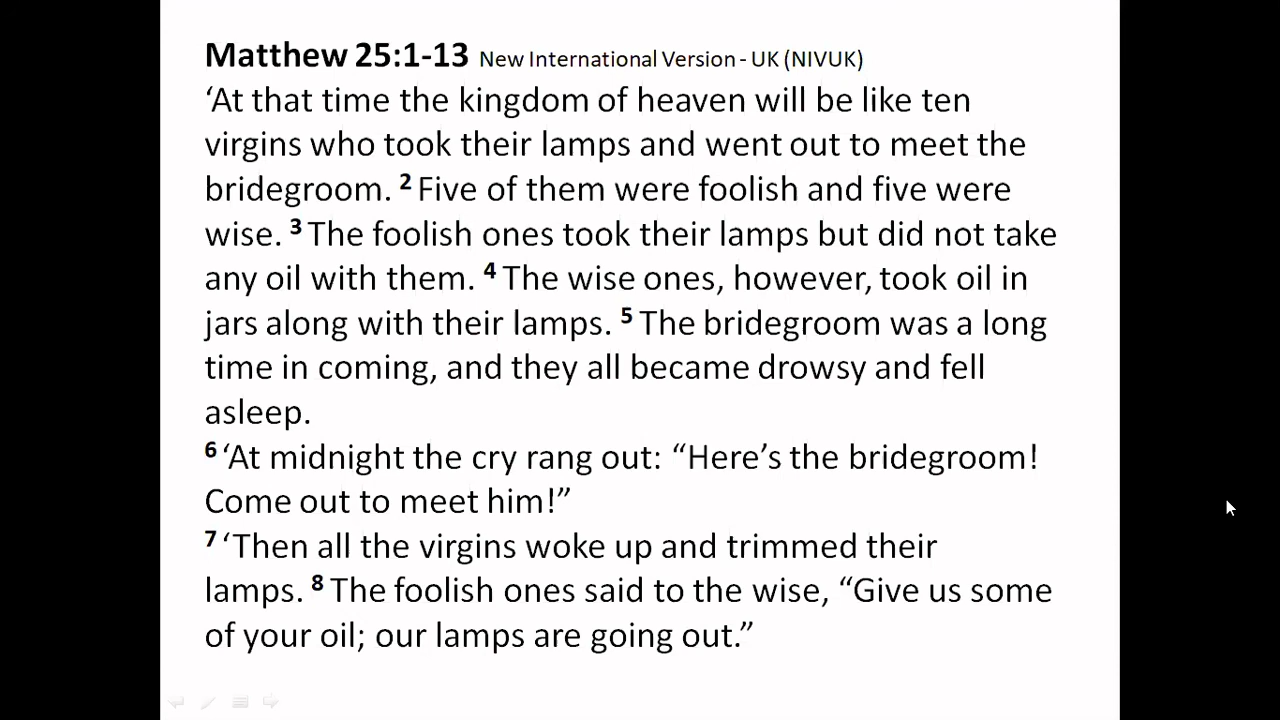 Matthew 25:1-13 New International Version - UK (NIVUK)
‘At that time the kingdom of heaven will be like ten
virgins who took their lamps and went out to meet the
bridegroom. 2 Five of them were foolish and five were
wise. 3 The foolish ones took their lamps but did not take
any oil with them. 4 The wise ones, however, took oil in
jars along with their lamps. 5 The bridegroom was a long
time in coming, and they all became drowsy and fell
asleep.
6 ‘At midnight the cry rang out: “Here’s the bridegroom!
Come out to meet him!”
7 ‘Then all the virgins woke up and trimmed their
lamps. 8 The foolish ones said to the wise, “Give us some
of your oil; our lamps are going out.”